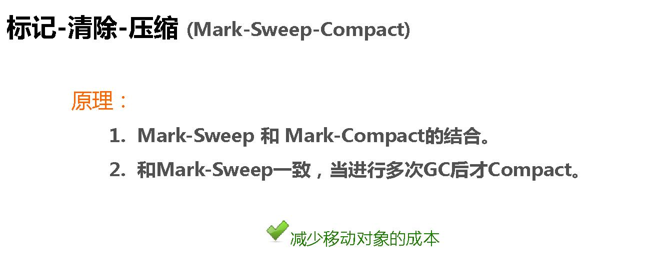 标记-清除-压缩 (Mark-Sweep-Compact)
原理：
1. Mark-Sweep 和 Mark-Compact的结合。
2. 和Mark-Sweep一致，当进行多次GC后才Compact。
减少移动对象的成本